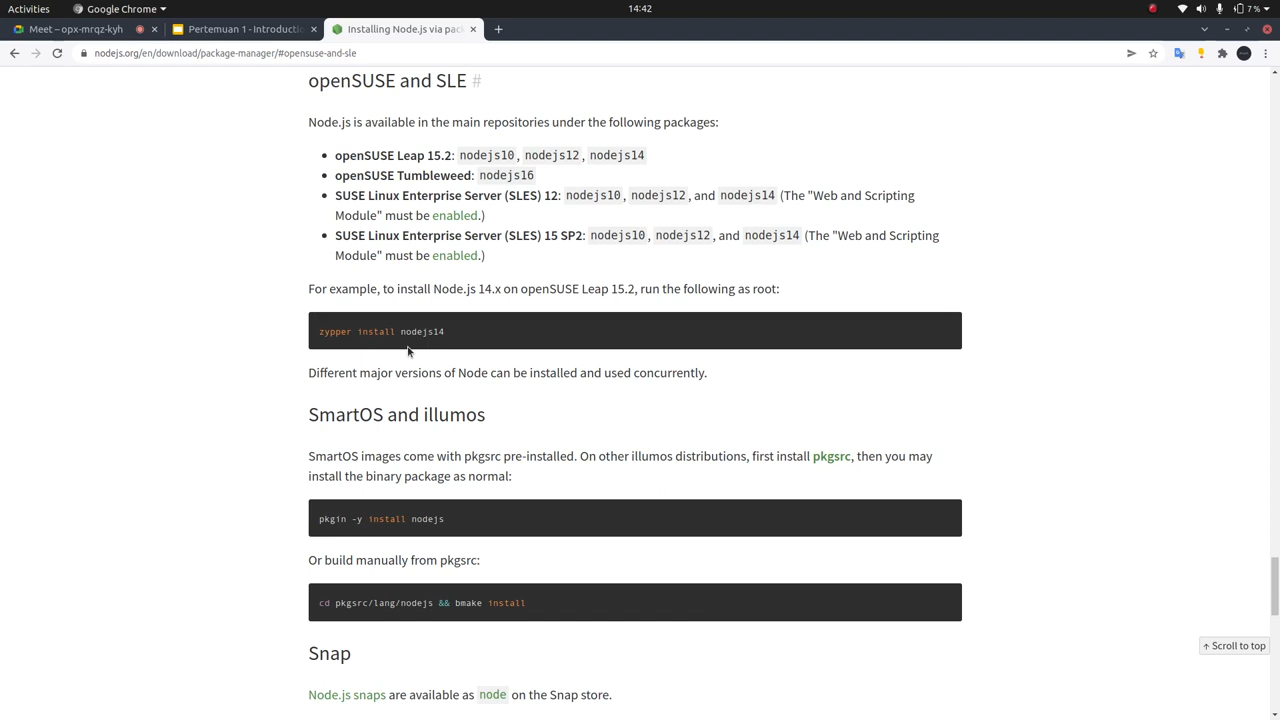 Activities
Google Chrome
14:42
7 %
Meet – opx-mrqz-kyh
Pertemuan 1 - Introductio
Installing Node.js via pac
nodejs.org/en/download/package-manager/#opensuse-and-sle
openSUSE and SLE #
Node.js is available in the main repositories under the following packages:
• openSUSE Leap 15.2: nodejs10, nodejs12, nodejs14
• openSUSE Tumbleweed: nodejs16
• SUSE Linux Enterprise Server (SLES) 12: nodejs10, nodejs12, and nodejs14 (The "Web and Scripting
Module" must be enabled.)
• SUSE Linux Enterprise Server (SLES) 15 SP2: nodejs10, nodejs12, and nodejs14 (The "Web and Scripting
Module" must be enabled.)
For example, to install Node.js 14.x on openSUSE Leap 15.2, run the following as root:
zypper install nodejs14
Different major versions of Node can be installed and used concurrently.
SmartOS and illumos
SmartOS images come with pkgsrc pre-installed. On other illumos distributions, first install pkgsrc, then you may
install the binary package as normal:
pkgin -y install nodejs
Or build manually from pkgsrc:
cd pkgsrc/lang/nodejs && bmake install
↑ Scroll to top
Snap
Node.js snaps are available as node on the Snap store.